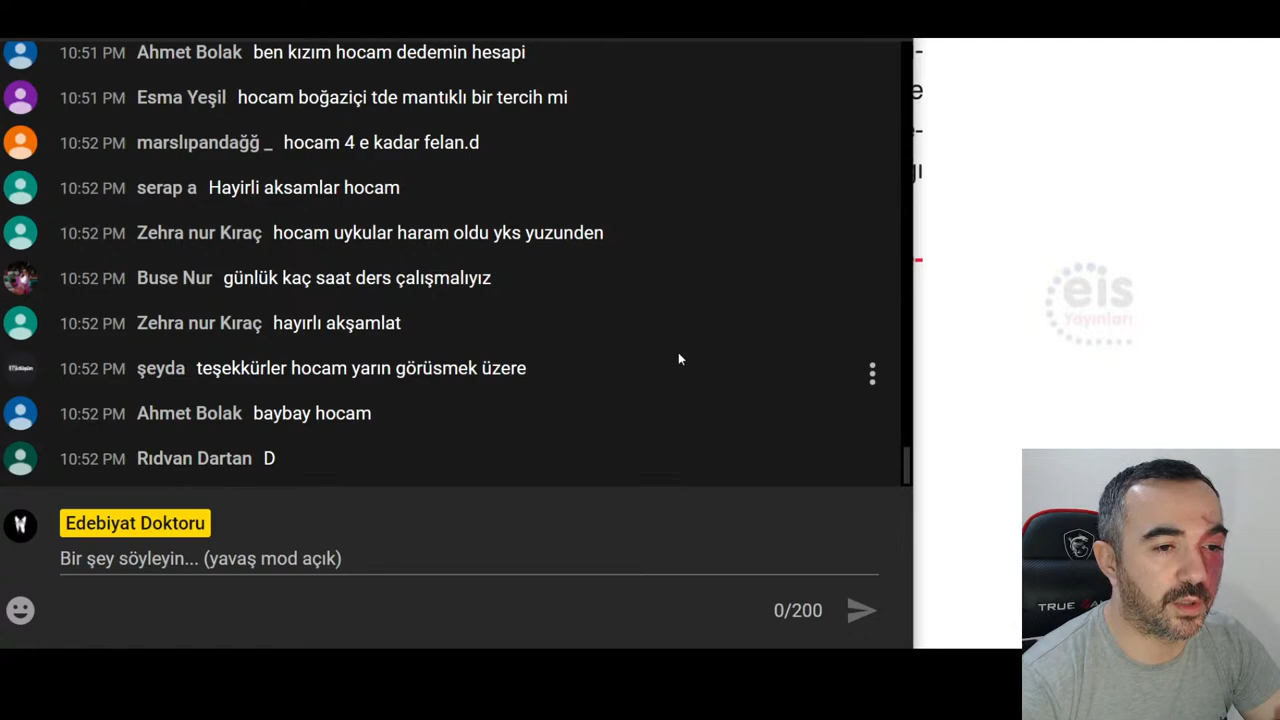 10:51 PM Ahmet Bolak ben kızım hocam dedemin hesapi
10:51 PM Esma Yeşil hocam boğaziçi tde mantıklı bir tercih mi
10:52 PM marslıpandağğ _ hocam 4 e kadar felan.d
10:52 PM serap a Hayirli aksamlar hocam
10:52 PM Zehra nur Kıraç hocam uykular haram oldu yks yuzunden
10:52 PM Buse Nur günlük kaç saat ders çalışmalıyız
10:52 PM Zehra nur Kıraç hayırlı akşamlat
10:52 PM şeyda teşekkürler hocam yarın görüsmek üzere
10:52 PM Ahmet Bolak baybay hocam
10:52 PM Rıdvan Dartan D
Edebiyat Doktoru
Bir şey söyleyin... (yavaş mod açık)
0/200
eis
Yayınları
TRUE